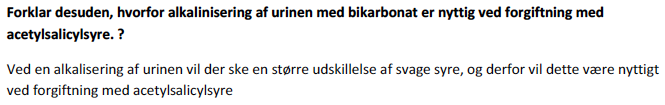 Forklar desuden, hvorfor alkalinisering af urinen med bikarbonat er nyttig ved forgiftning med
acetylsalicylsyre. ?
Ved en alkalisering af urinen vil der ske en større udskillelse af svage syre, og derfor vil dette være nyttigt
ved forgiftning med acetylsalicylsyre